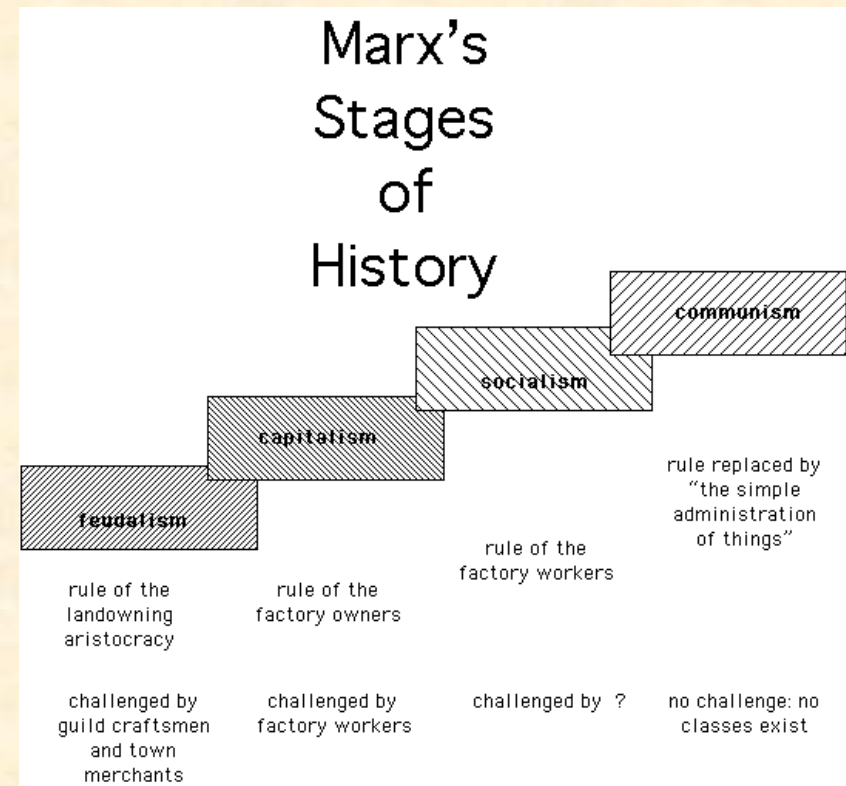 Marx's
Stages
of
History
communism
socialism
capitalism
feudalism
rule replaced by
"the simple
administration
of things"
rule of the
factory workers
rule of the
factory owners
rule of the
landowning
aristocracy
challenged by
guild craftsmen
and town
merchants
challenged by
factory workers
challenged by ?
no challenge: no
classes exist